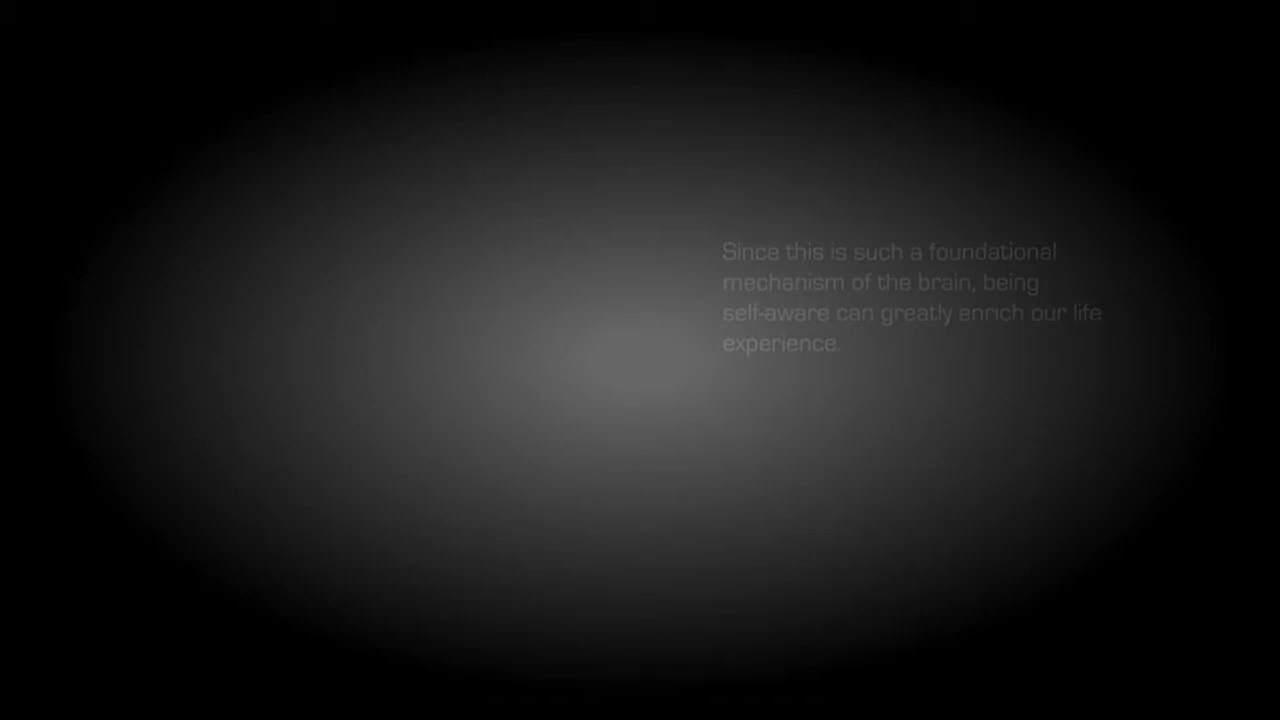 Since this is such a foundational
mechanism of the brain, being
self-aware can greatly enrich our life
experience.